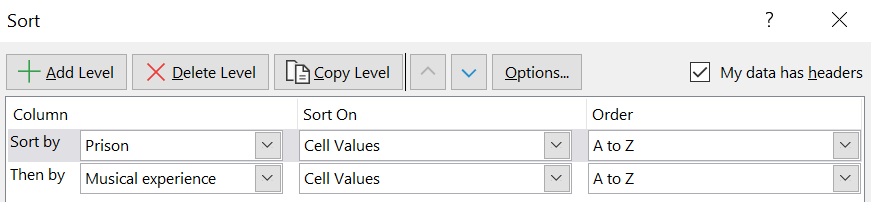 Sort ?
Add Level Delete Level Copy Level Options... My data has headers
Column Sort On Order
Sort by Prison Cell Values A to Z
Then by Musical experience Cell Values A to Z